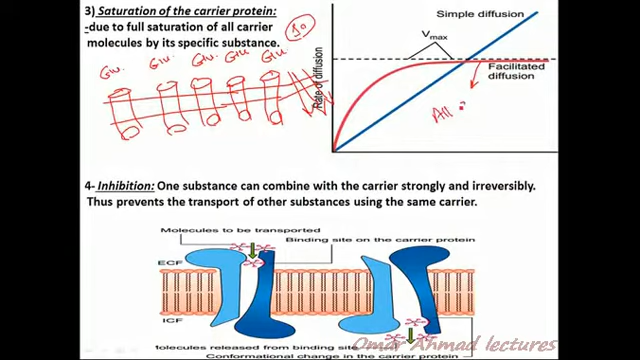 3) Saturation of the carrier protein:
-due to full saturation of all carrier
molecules by its specific substance.
Glu. Glu. Glu. Glu Glu
Simple diffusion
Vmax
Rate of diffusion
Facilitated
diffusion
All
4- Inhibition: One substance can combine with the carrier strongly and irreversibly.
Thus prevents the transport of other substances using the same carrier.
Molecules to be transported
Binding site on the carrier protein
ECF
ICF
Molecules released from binding site
Conformational change in the carrier protein
Omar Ahmad lectures